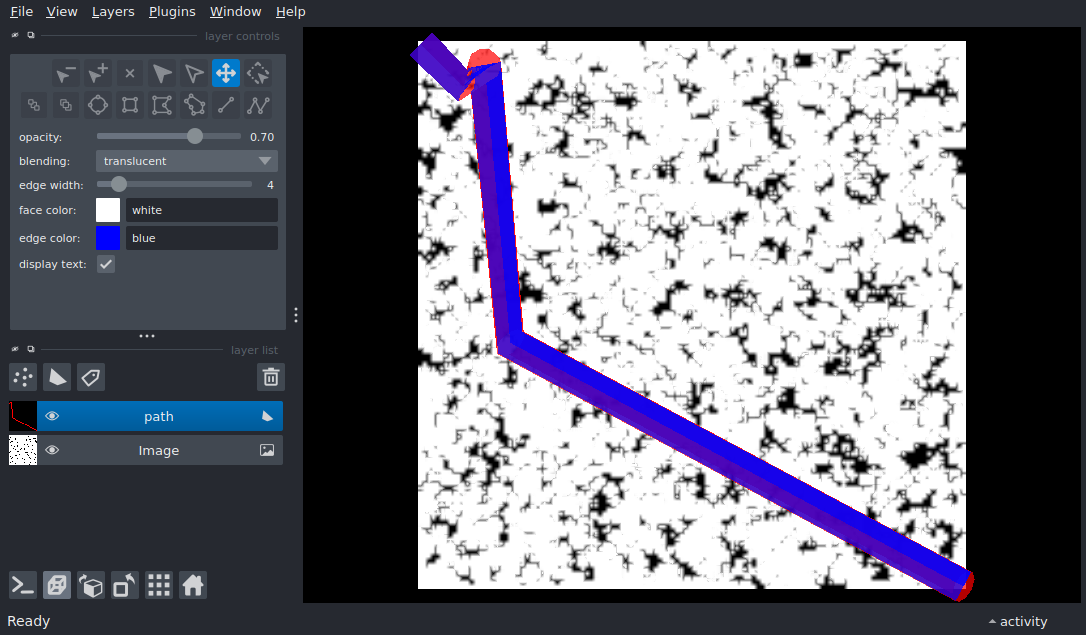 File View Layers Plugins Window Help
layer controls
opacity: 0.70
blending: translucent
edge width: 4
face color: white
edge color: blue
display text:
layer list
path
Image
Ready
activity